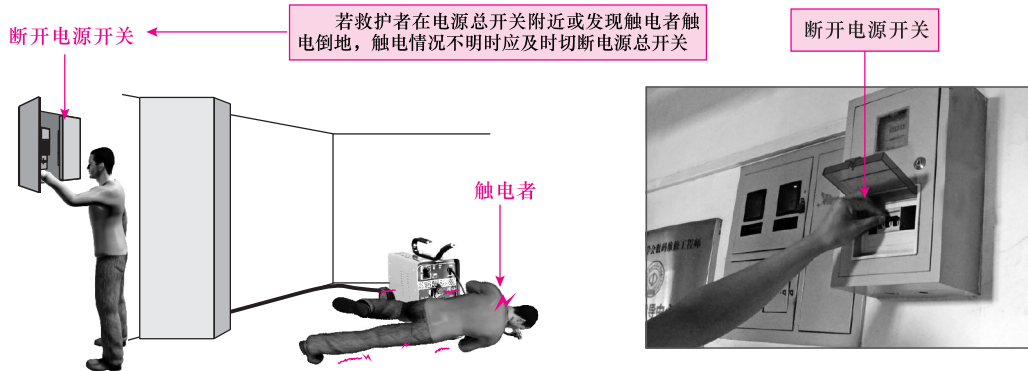 若救护者在电源总开关附近或发现触电者触
电倒地，触电情况不明时应及时切断电源总开关
断开电源开关
断开电源开关
触电者